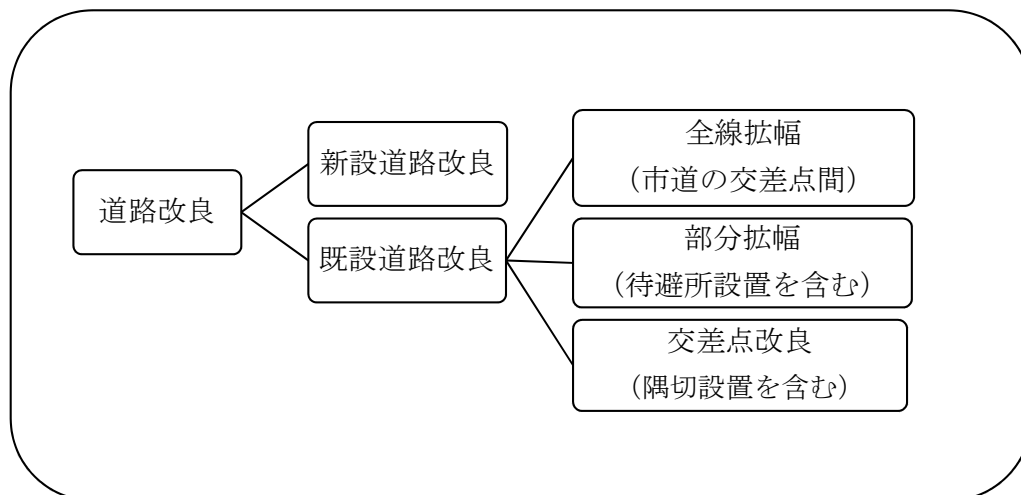 道路改良
新設道路改良
既設道路改良
全線拡幅
（市道の交差点間）
部分拡幅
（待避所設置を含む）
交差点改良
（隅切設置を含む）